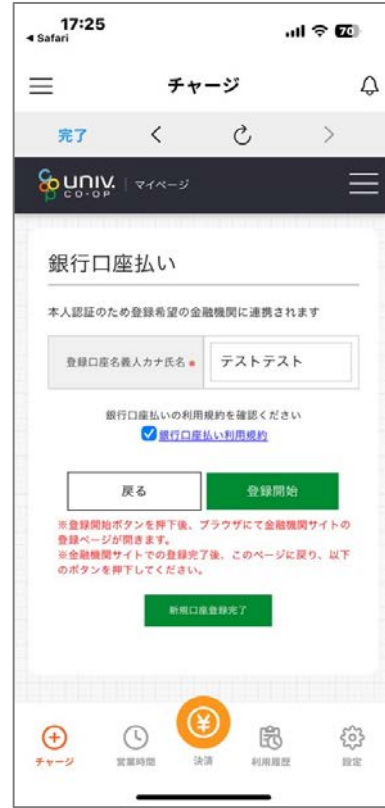 17:25
◀ Safari
70
チャージ
完了
UNIV. CO-OP マイページ
銀行口座払い
本人認証のため登録希望の金融機関に連携されます
登録口座名義人カナ氏名 *
テストテスト
銀行口座払いの利用規約を確認ください
銀行口座払い利用規約
戻る
登録開始
※登録開始ボタンを押下後、ブラウザにて金融機関サイトの
登録ページが開きます。
※金融機関サイトでの登録完了後、このページに戻り、以下
のボタンを押下してください。
新規口座登録完了
チャージ
営業時間
決済
利用履歴
設定